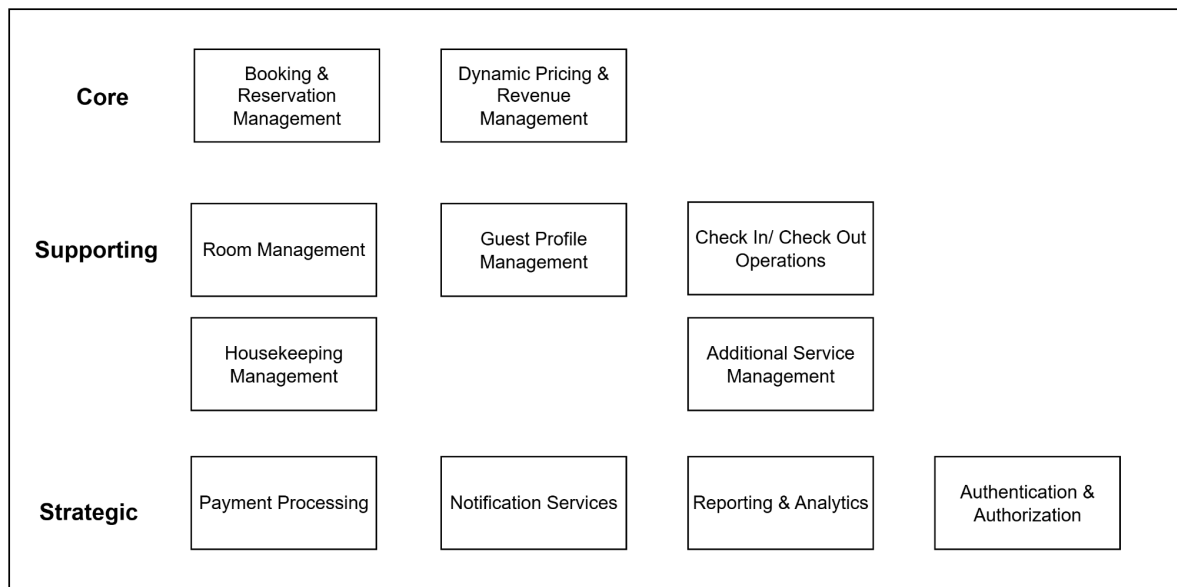 Core
Booking &
Reservation
Management
Dynamic Pricing &
Revenue
Management
Supporting
Room Management
Guest Profile
Management
Check In/ Check Out
Operations
Housekeeping
Management
Additional Service
Management
Strategic
Payment Processing
Notification Services
Reporting & Analytics
Authentication &
Authorization